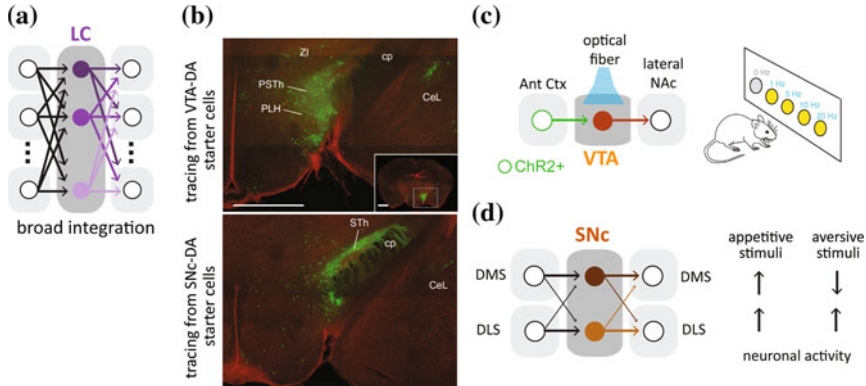 (a)
LC
broad integration
(b)
tracing from VTA-DA
starter cells
ZI
cp
PSTh
PLH
CeL
tracing from SNc-DA
starter cells
STh
cp
CeL
(c)
optical
fiber
lateral
NAc
Ant Ctx
ChR2+
VTA
0 Hz
1 Hz
5 Hz
10 Hz
20 Hz
(d)
SNc
DMS
DMS
DLS
DLS
appetitive
stimuli
aversive
stimuli
neuronal activity